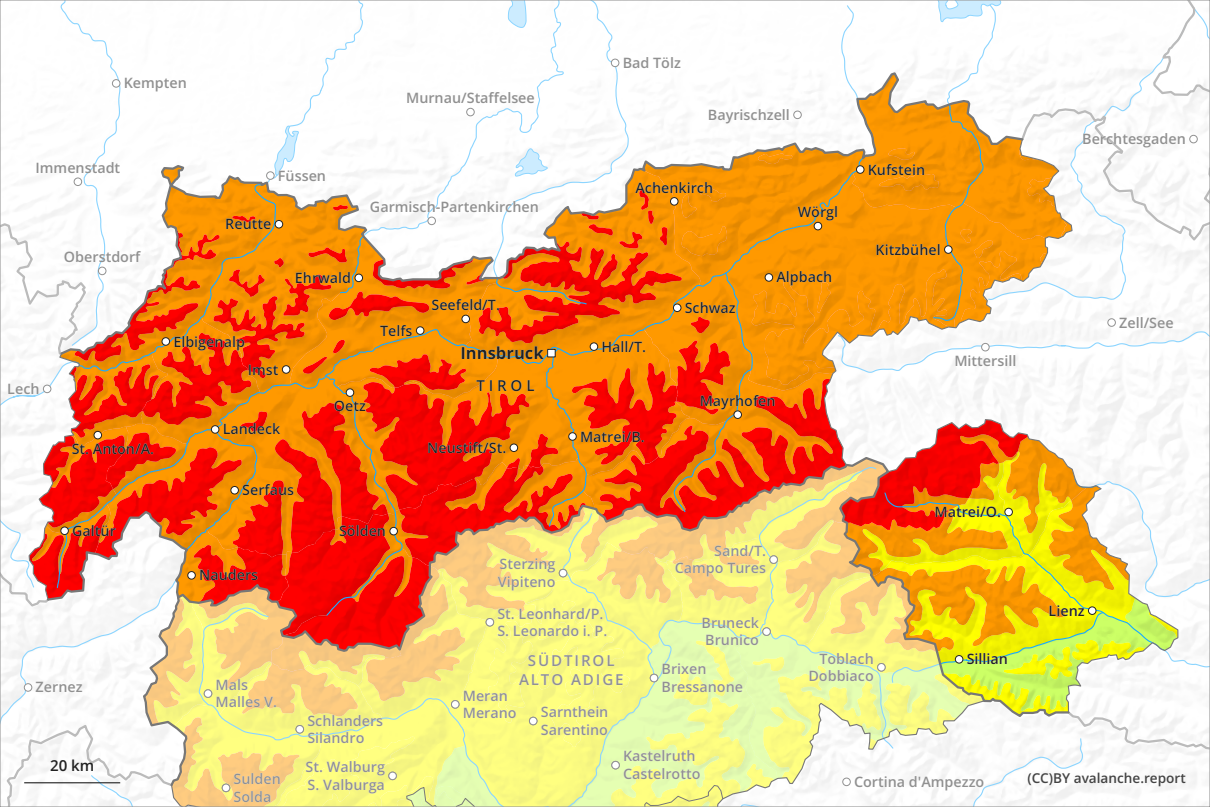 Kempten
Bad Tölz
Murnau/Staffelsee
Bayrischzell
Berchtesgaden
Immenstadt
Füssen
Kufstein
Achenkirch
Garmisch-Partenkirchen
Wörgl
Reutte
Oberstdorf
Kitzbühel
Ehrwald
Alpbach
Seefeld/T.
Schwaz
Telfs
Zell/See
Elbigenalp
Innsbruck
Hall/T.
Mittersill
Imst
TIROL
Lech
Oetz
Mayrhofen
Landeck
Matrei/B.
St. Anton/A.
Neustift/St.
Serfaus
Matrei/O.
Galtür
Sölden
Sand/T.
Campo Tures
Sterzing
Vipiteno
Nauders
Lienz
St. Leonhard/P.
S. Leonardo i. P.
Bruneck
Brunico
SÜDTIROL
ALTO ADIGE
Toblach
Dobbiaco
Sillian
Brixen
Bressanone
Zernez
Mals
Malles V.
Meran
Merano
Sarnthein
Sarentino
Schlanders
Silandro
Kastelruth
Castelrotto
20 km
St. Walburg
S. Valburga
Sulden
Solda
Cortina d'Ampezzo
(CC)BY avalanche.report